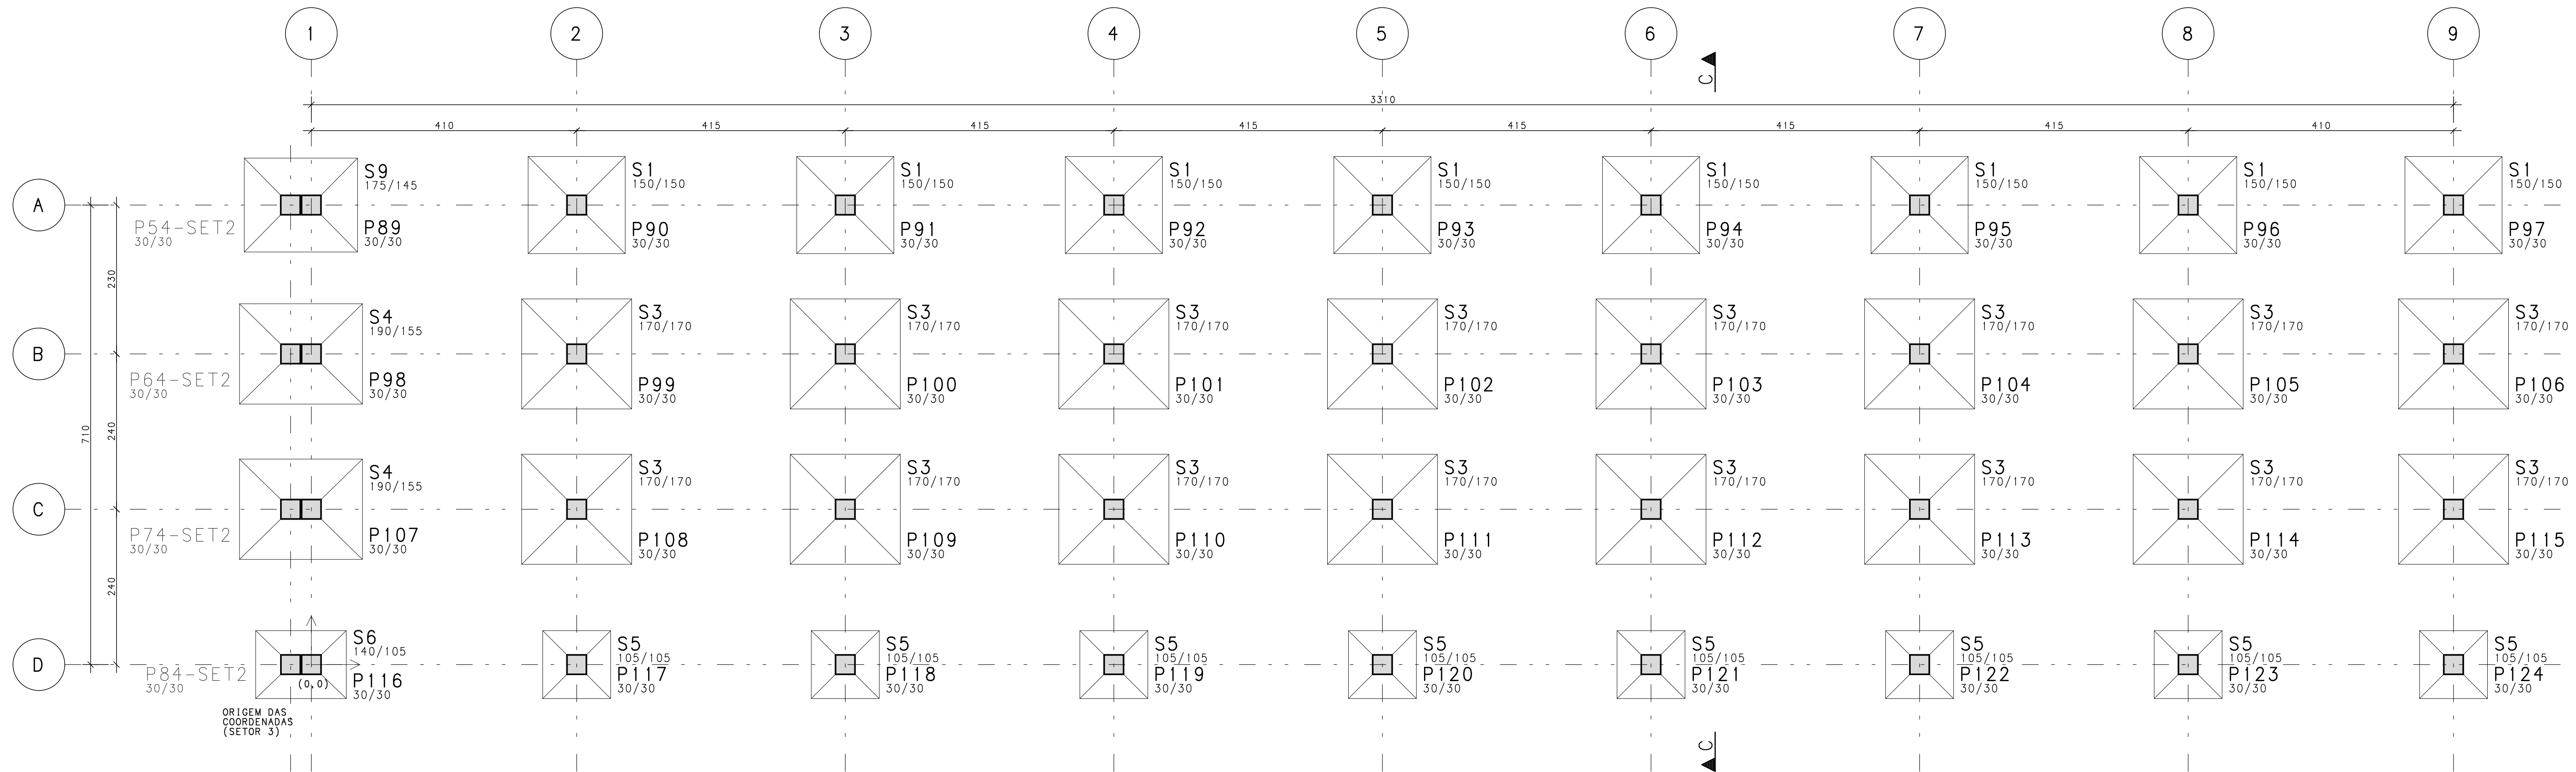 1 2 3 4 5 6 7 8 9
C
3310
410 415 415 415 415 415 415 410
A
S9 S1 S1 S1 S1 S1 S1 S1 S1
175/145 150/150 150/150 150/150 150/150 150/150 150/150 150/150 150/150
P54-SET2 P89 P90 P91 P92 P93 P94 P95 P96 P97
30/30 30/30 30/30 30/30 30/30 30/30 30/30 30/30 30/30 30/30
230
B
S4 S3 S3 S3 S3 S3 S3 S3 S3
190/155 170/170 170/170 170/170 170/170 170/170 170/170 170/170 170/170
P64-SET2 P98 P99 P100 P101 P102 P103 P104 P105 P106
30/30 30/30 30/30 30/30 30/30 30/30 30/30 30/30 30/30 30/30
710
240
C
S4 S3 S3 S3 S3 S3 S3 S3 S3
190/155 170/170 170/170 170/170 170/170 170/170 170/170 170/170 170/170
P74-SET2 P107 P108 P109 P110 P111 P112 P113 P114 P115
30/30 30/30 30/30 30/30 30/30 30/30 30/30 30/30 30/30 30/30
240
D
S6 S5 S5 S5 S5 S5 S5 S5 S5
140/105 105/105 105/105 105/105 105/105 105/105 105/105 105/105 105/105
P84-SET2 P116 P117 P118 P119 P120 P121 P122 P123 P124
30/30 30/30 30/30 30/30 30/30 30/30 30/30 30/30 30/30 30/30
(0,0)
ORIGEM DAS
COORDENADAS
(SETOR 3)
C